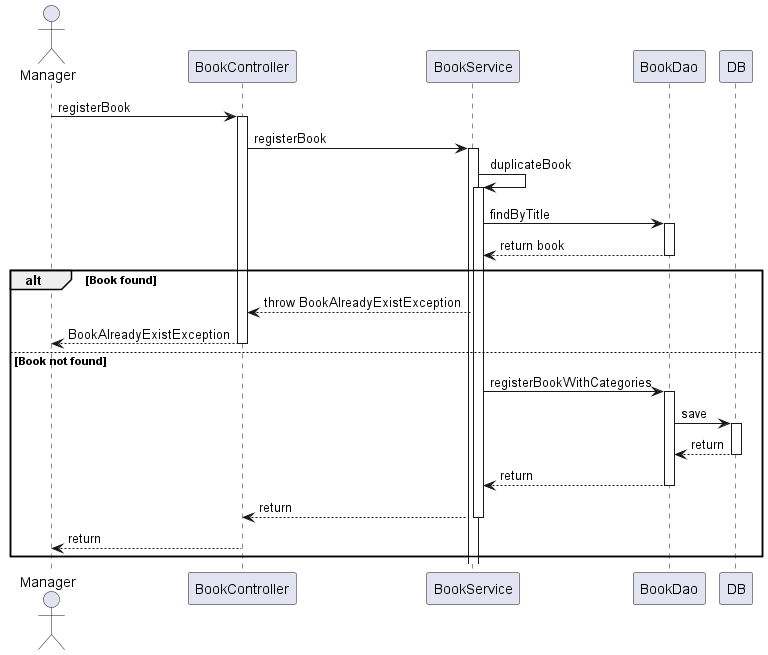 Manager
BookController
BookService
BookDao
DB
registerBook
registerBook
duplicateBook
findByTitle
return book
alt
[Book found]
throw BookAlreadyExistException
BookAlreadyExistException
[Book not found]
registerBookWithCategories
save
return
return
return
return
Manager
BookController
BookService
BookDao
DB